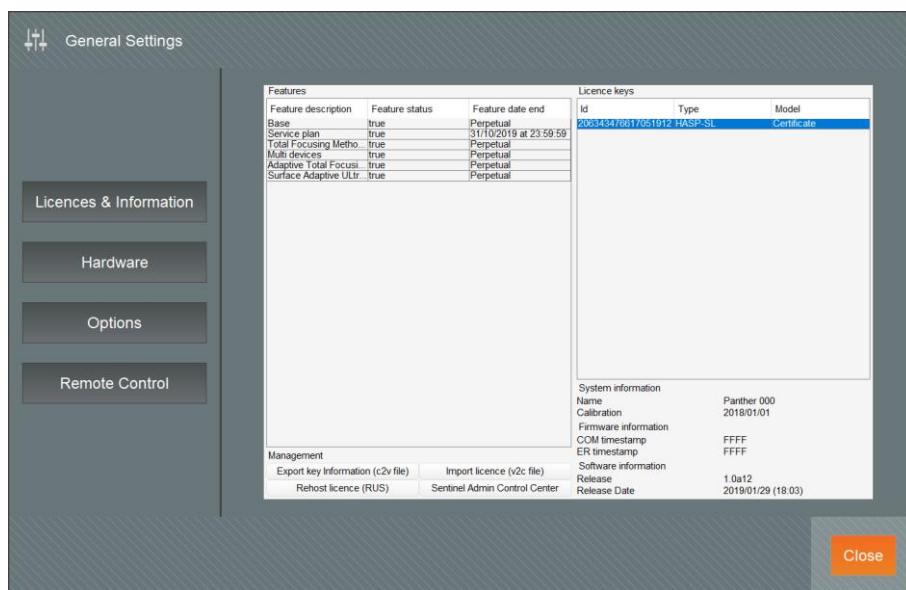 General Settings
Licences & Information
Hardware
Options
Remote Control
Features
Feature description Feature status Feature date end
Base true Perpetual
Service plan true 31/10/2019 at 23:59:59
Total Focusing Metho... true Perpetual
Multi devices true Perpetual
Adaptive Total Focusi... true Perpetual
Surface Adaptive ULtr... true Perpetual
Management
Export key Information (c2v file) Import licence (v2c file)
Rehost licence (RUS) Sentinel Admin Control Center
Licence keys
Id Type Model
206343476617051912 HASP-SL Certificate
System information
Name Panther 000
Calibration 2018/01/01
Firmware information
COM timestamp FFFF
ER timestamp FFFF
Software information
Release 1.0a12
Release Date 2019/01/29 (18:03)
Close